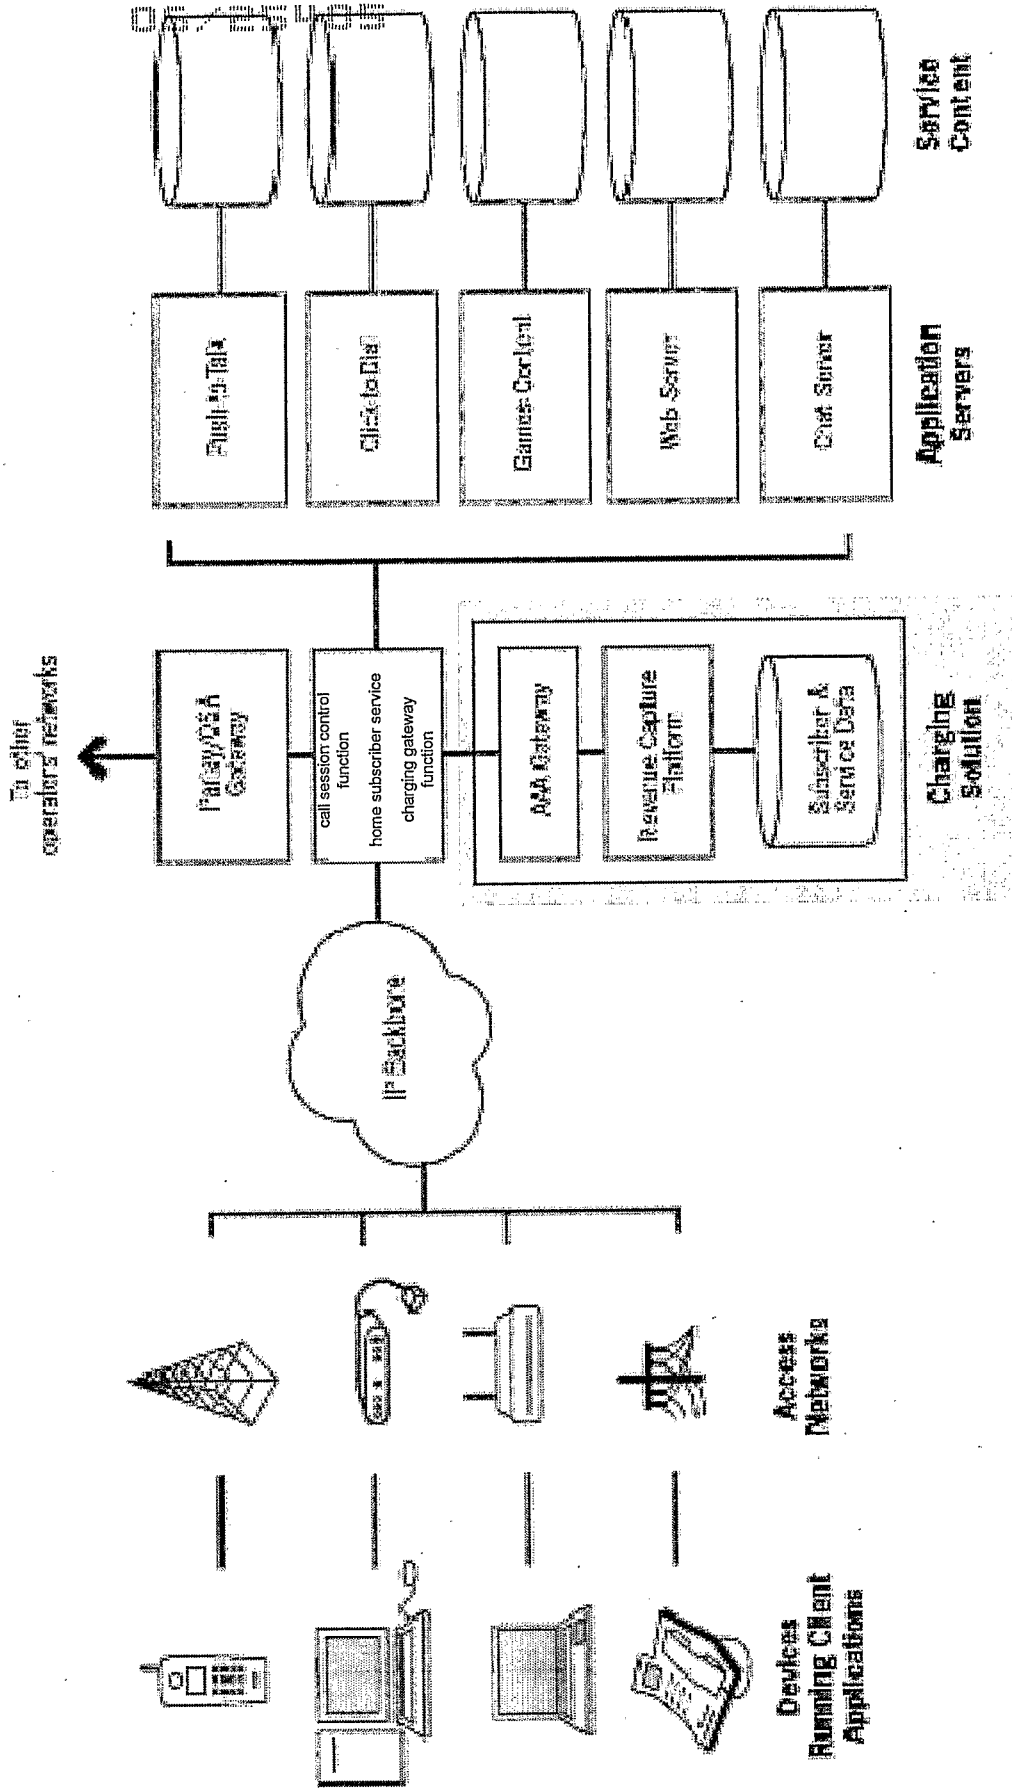 To other
operators' networks
Parlay/OSA
Gateway
call session control
function
home subscriber service
charging gateway
function
AAA Gateway
Revenue Capture
Platform
Subscriber &
Service Data
Charging
Solution
IP Backbone
Push-to-Talk
Click-to-Dial
Games Content
Web Server
Chat Server
Application
Servers
Service
Content
Access
Networks
Devices
Running Client
Applications